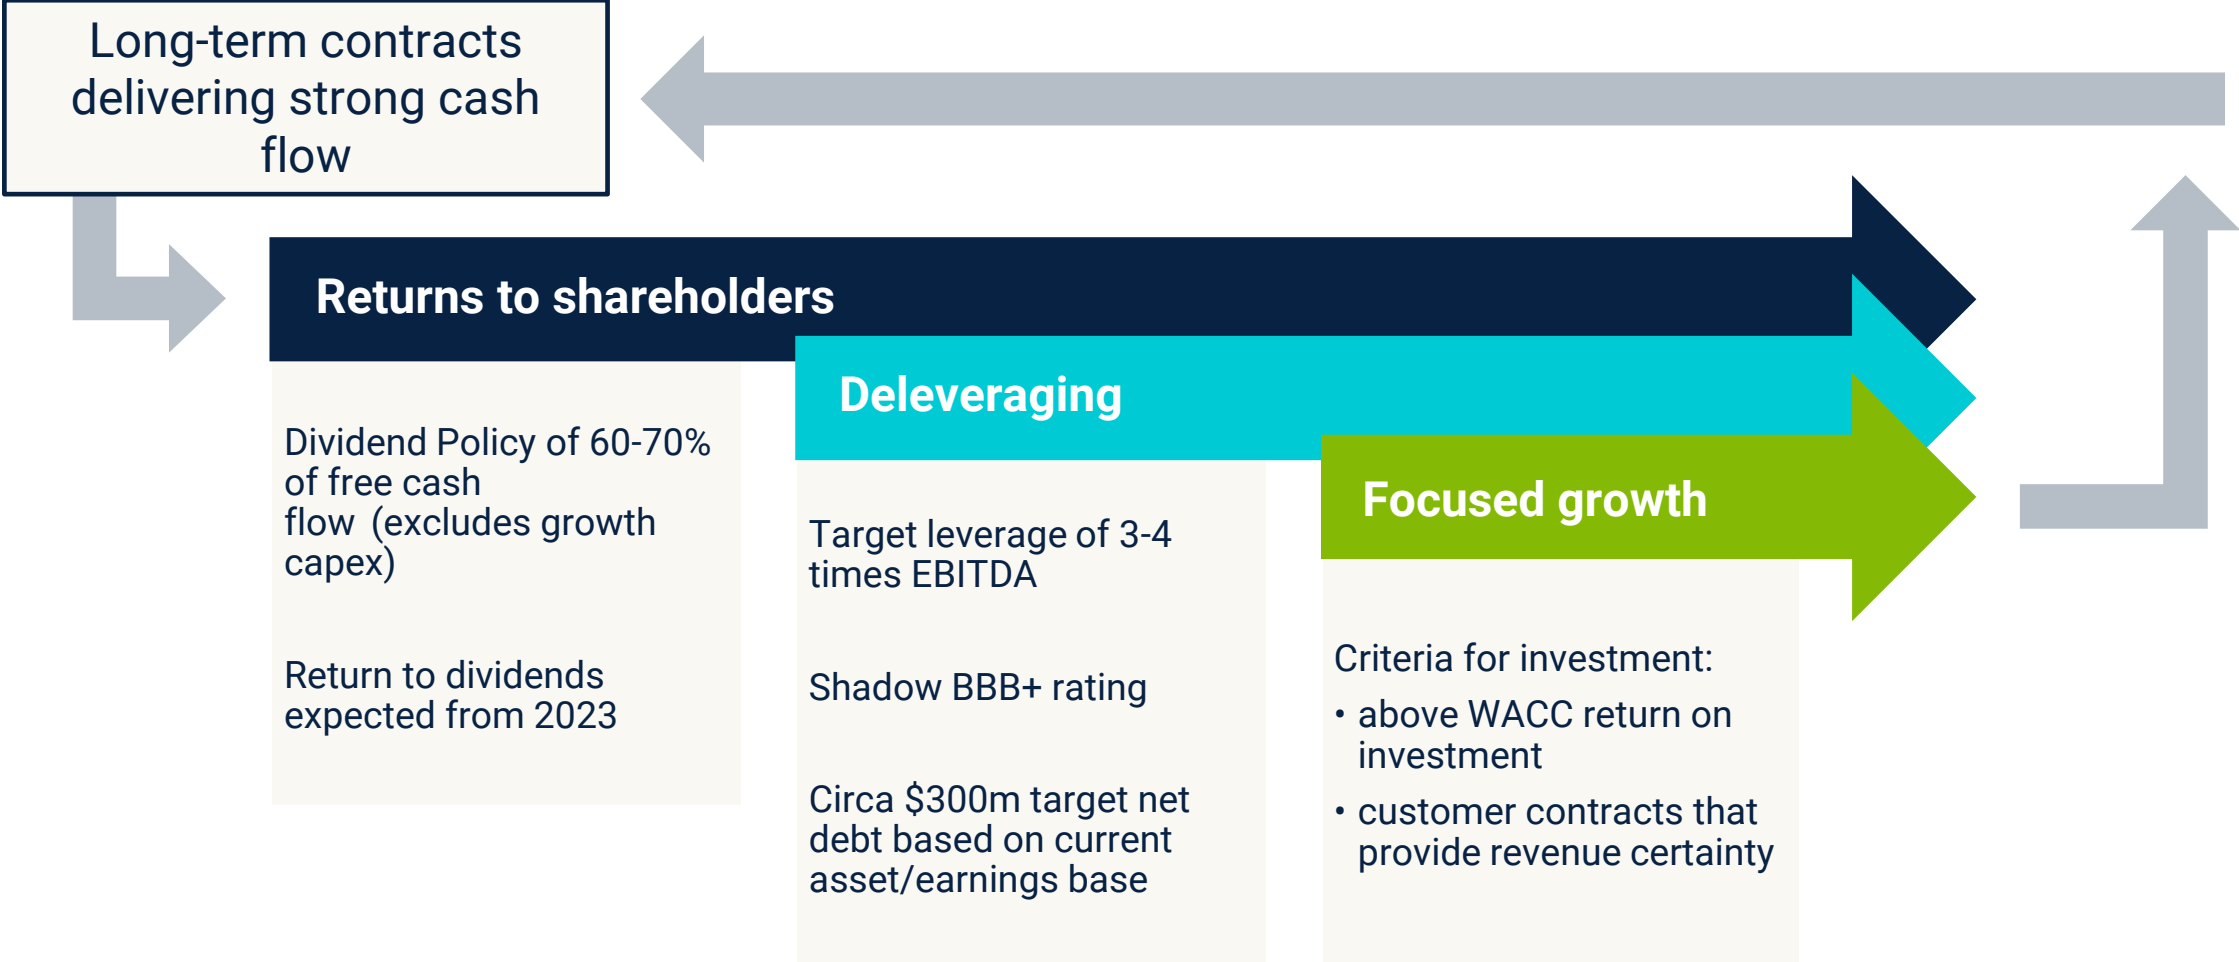 Long-term contracts
delivering strong cash
flow
Returns to shareholders
Dividend Policy of 60-70%
of free cash
flow  (excludes growth
capex)
Return to dividends
expected from 2023
Deleveraging
Target leverage of 3-4
times EBITDA
Shadow BBB+ rating
Circa $300m target net
debt based on current
asset/earnings base
Focused growth
Criteria for investment:
• above WACC return on
investment
• customer contracts that
provide revenue certainty